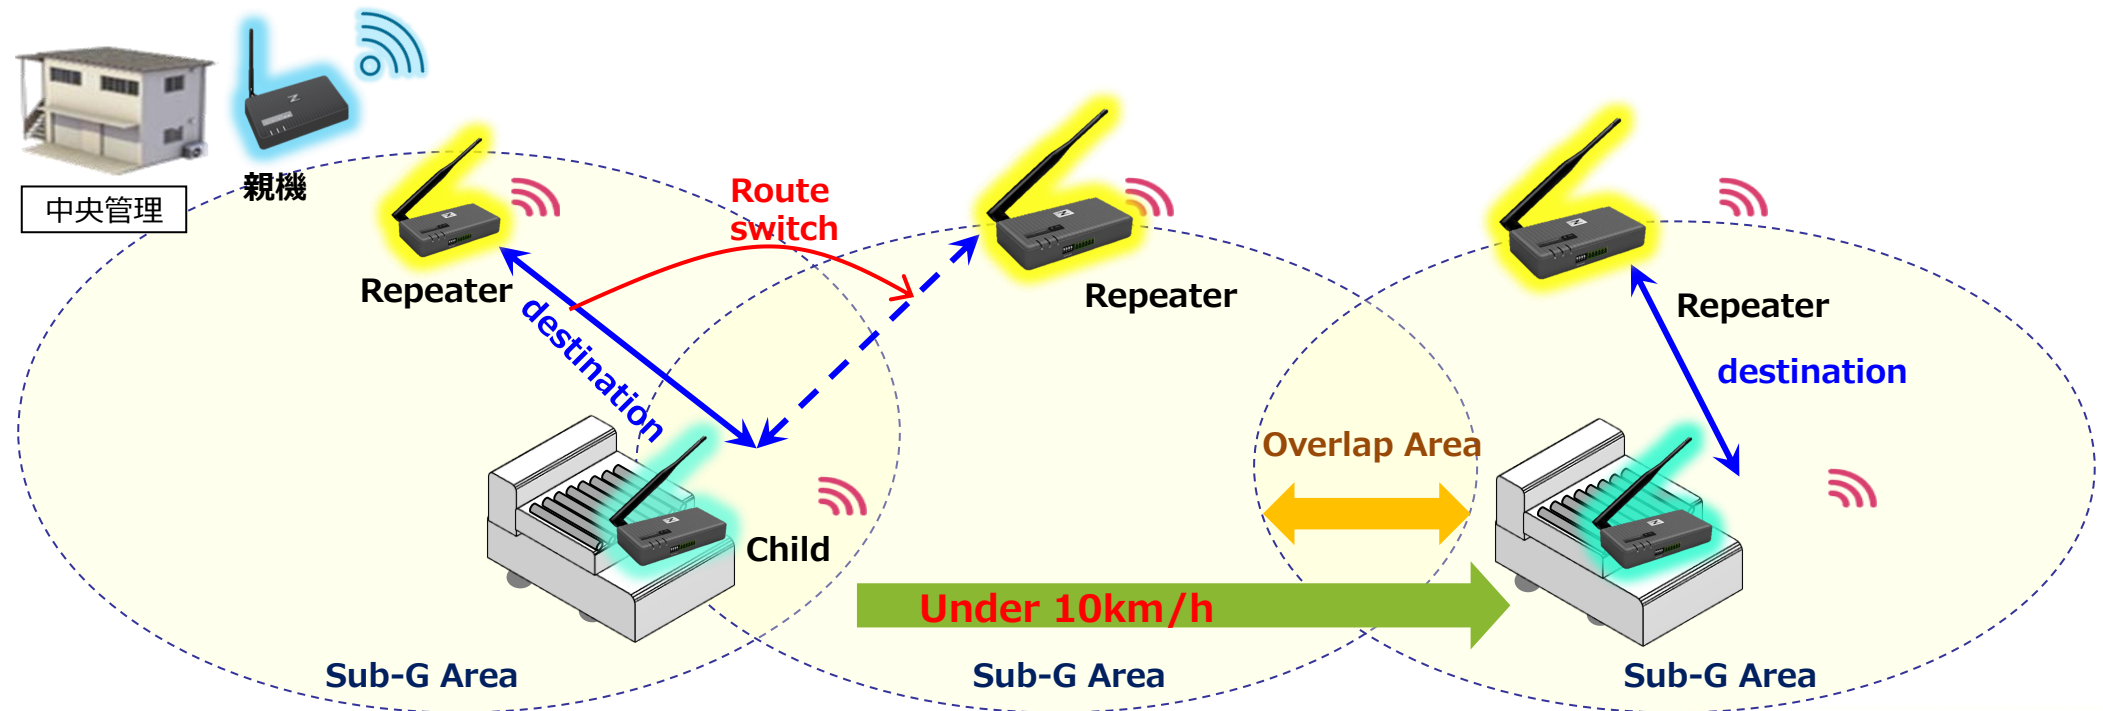 中央管理
親機
Repeater
destination
Route
switch
Repeater
Repeater
destination
Overlap Area
Child
Under 10km/h
Sub-G Area
Sub-G Area
Sub-G Area